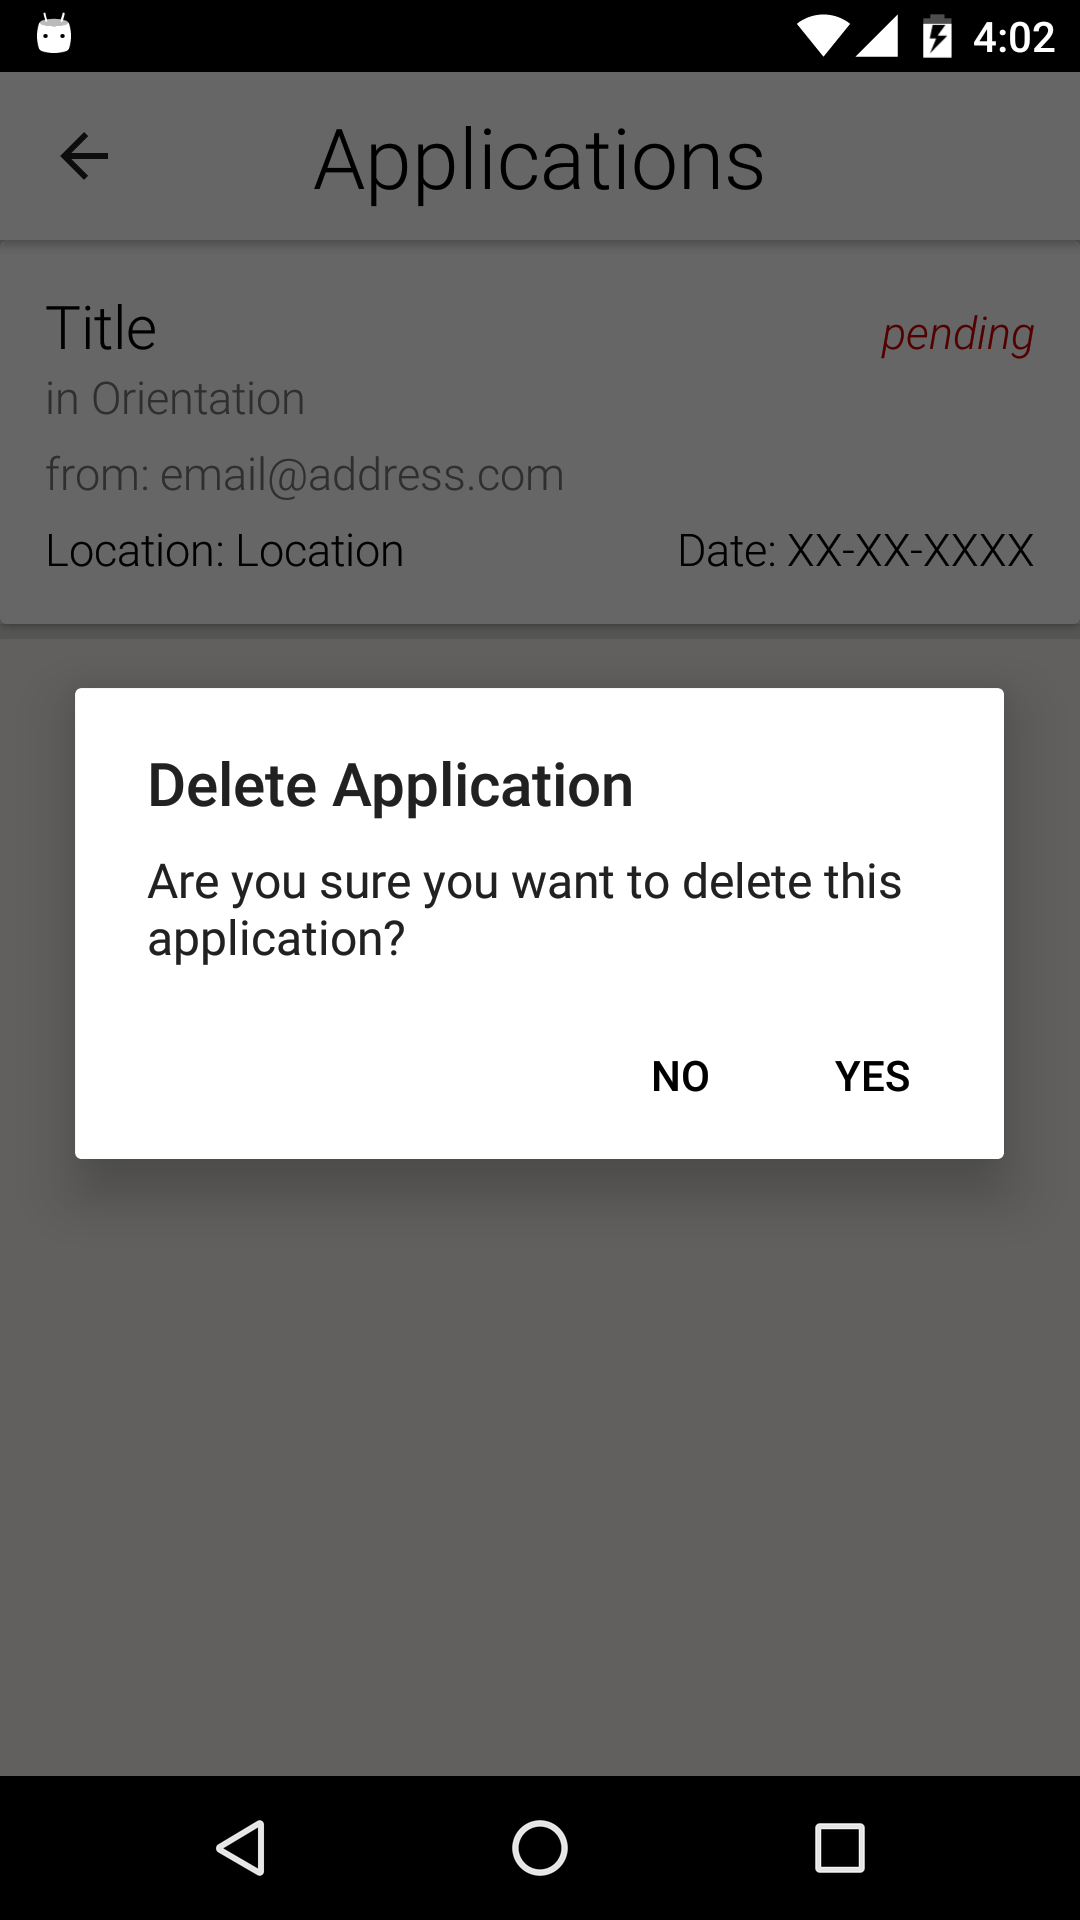 4:02
Applications
Title
pending
in Orientation
from: email@address.com
Location: Location
Date: XX-XX-XXXX
Delete Application
Are you sure you want to delete this
application?
NO
YES